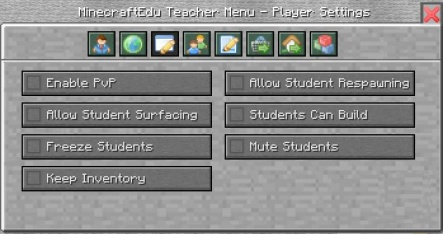 MinecraftEdu Teacher Menu - Player Settings
Enable PvP
Allow Student Respawning
Allow Student Surfacing
Students Can Build
Freeze Students
Mute Students
Keep Inventory